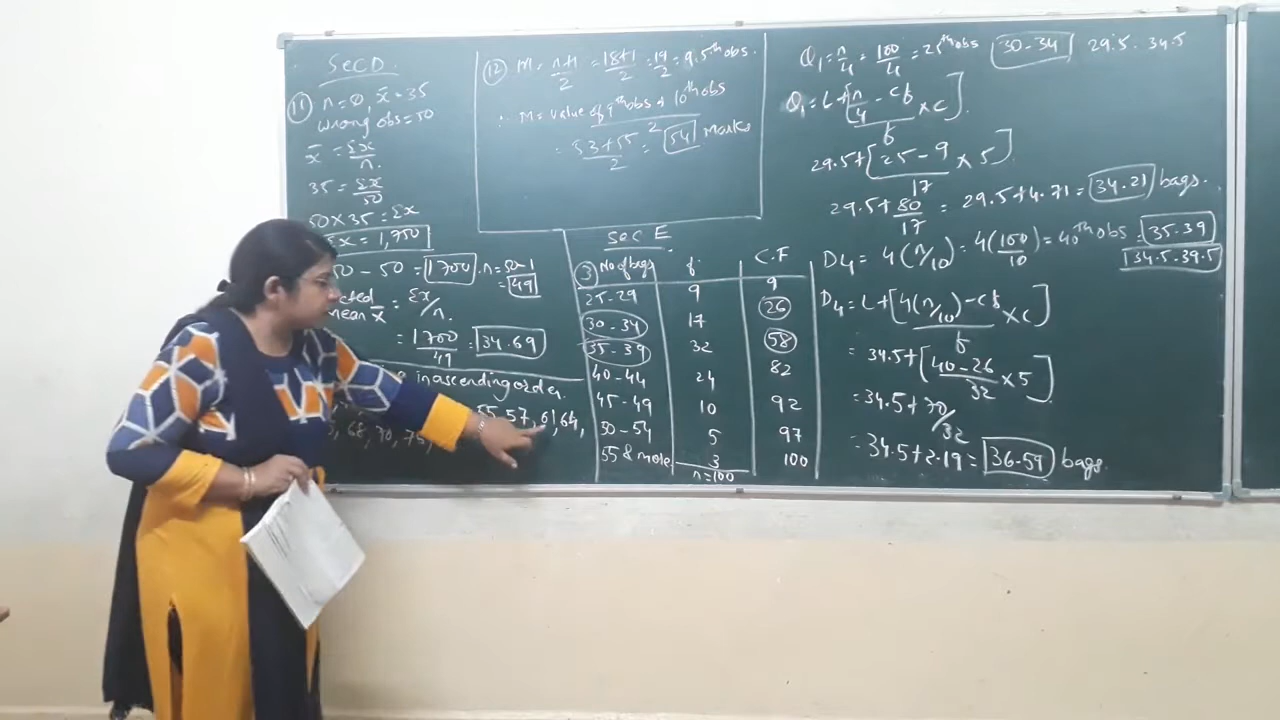 Sec D.
11 n = 0, x̄ = 35
wrong obs = 50
x̄ = Σx/n.
35 = Σx/50
50 × 35 = Σx
Σx = 1,750
50 - 50 = 1700 . n = 50-1
= 49
mean x̄ = Σx/n.
= 1700/49 = 34.69
in ascending order.
55, 57, 61, 64,
68, 70, 75,
12 M = n+1/2 = 18+1/2 = 19/2 = 9.5th obs.
∴ M = value of 9th obs + 10th obs / 2
= 53+55/2 = 54 marks
Sec E
3 No of bags f C.F
25-29 9 9
30-34 17 26
35-39 32 58
40-44 24 82
45-49 10 92
50-54 5 97
55 & more 3 100
n=100
Q1 = n/4 = 100/4 = 25th obs 30-34 29.5-34.5
Q1 = L + [n/4 - cf / f × c].
29.5 + [25-9/17 × 5]
29.5 + 80/17 = 29.5 + 4.71 = 34.21 bags.
D4 = 4(n/10) = 4(100/10) = 40th obs = 35-39
34.5-39.5
D4 = L + [4(n/10) - cf / f × c]
= 34.5 + [40-26/32 × 5]
= 34.5 + 70/32
= 34.5 + 2.19 = 36.59 bags.